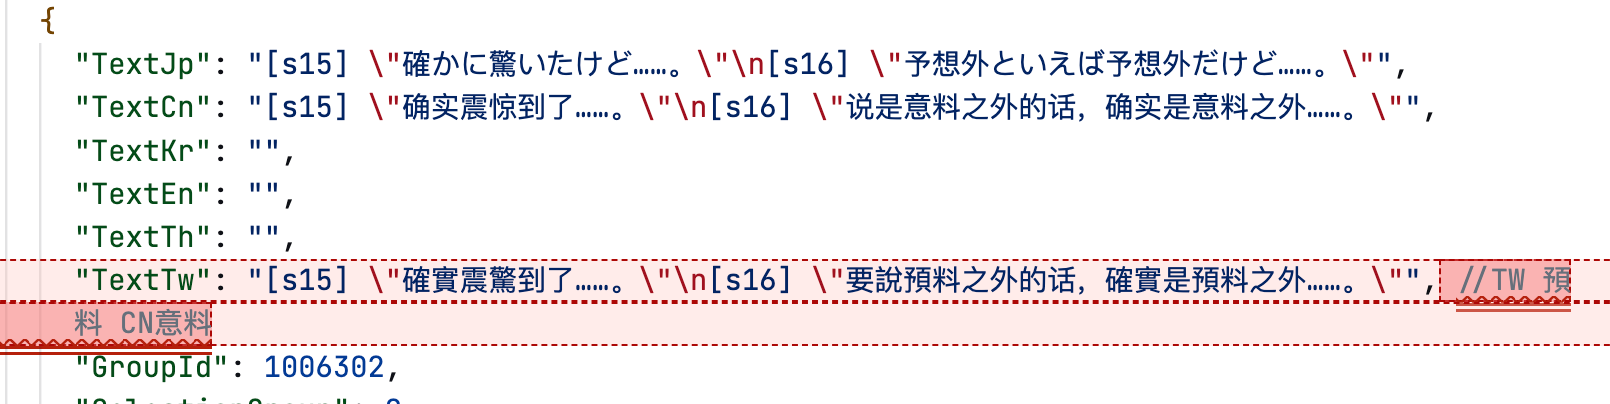 {
"TextJp": "[s15] \"確かに驚いたけど……。\"\n[s16] \"予想外といえば予想外だけど……。\"",
"TextCn": "[s15] \"确实震惊到了……。\"\n[s16] \"说是意料之外的话，确实是意料之外……。\"",
"TextKr": "",
"TextEn": "",
"TextTh": "",
"TextTw": "[s15] \"確實震驚到了……。\"\n[s16] \"要說預料之外的话，確實是預料之外……。\"", //TW 預
料 CN意料
"GroupId": 1006302,